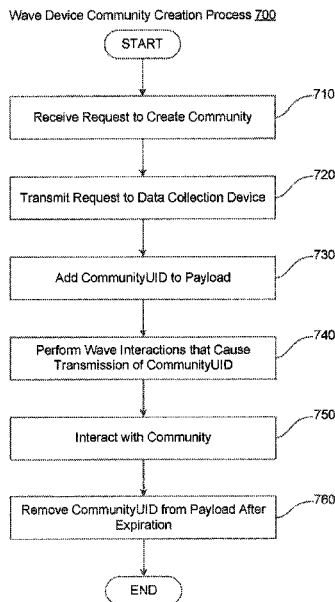 Wave Device Community Creation Process 700
START
710
Receive Request to Create Community
720
Transmit Request to Data Collection Device
730
Add CommunityUID to Payload
740
Perform Wave Interactions that Cause
Transmission of CommunityUID
750
Interact with Community
760
Remove CommunityUID from Payload After
Expiration
END